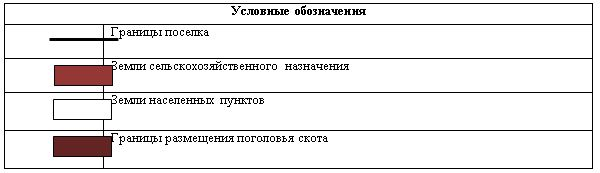 Условные обозначения
Границы поселка
Земли сельскохозяйственного назначения
Земли населенных пунктов
Границы размещения поголовья скота